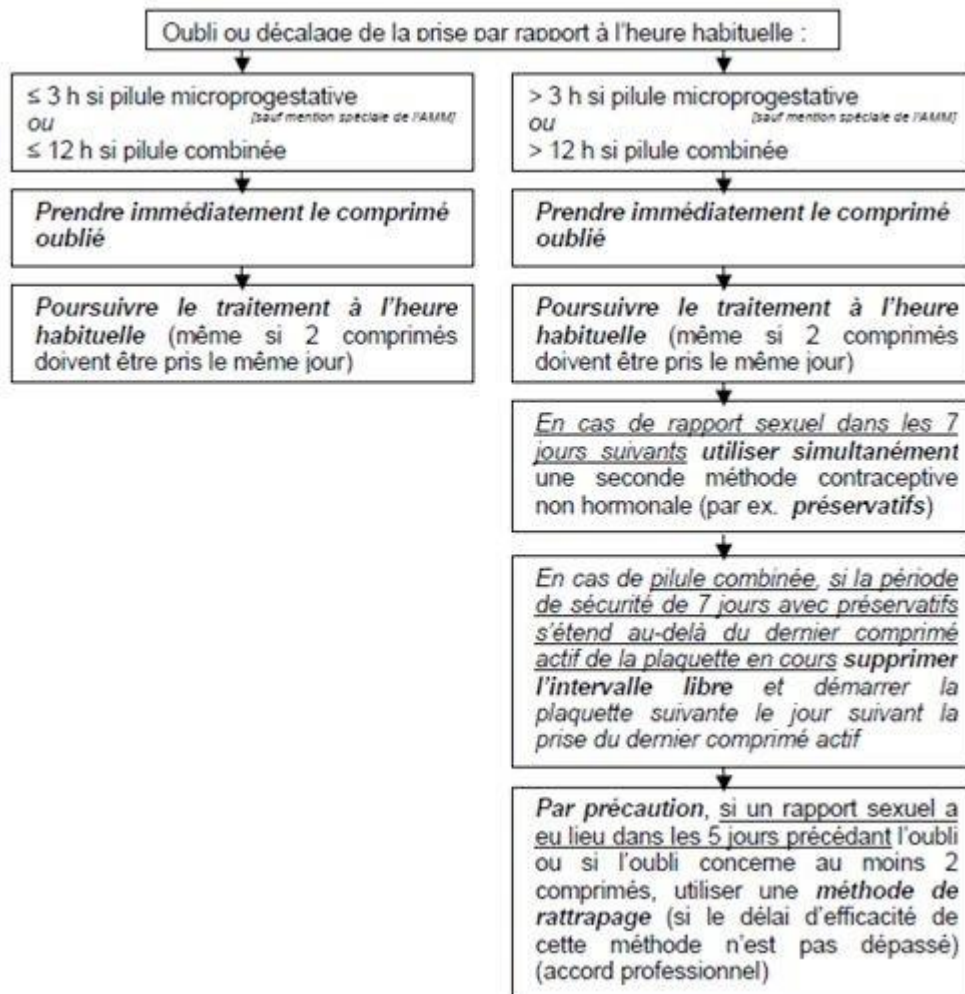 Oubli ou décalage de la prise par rapport à l'heure habituelle :
≤ 3 h si pilule microprogestative
[sauf mention spéciale de l'AMM]
ou
≤ 12 h si pilule combinée
Prendre immédiatement le comprimé
oublié
Poursuivre le traitement à l'heure
habituelle (même si 2 comprimés
doivent être pris le même jour)
> 3 h si pilule microprogestative
[sauf mention spéciale de l'AMM]
ou
> 12 h si pilule combinée
Prendre immédiatement le comprimé
oublié
Poursuivre le traitement à l'heure
habituelle (même si 2 comprimés
doivent être pris le même jour)
En cas de rapport sexuel dans les 7
jours suivants utiliser simultanément
une seconde méthode contraceptive
non hormonale (par ex. préservatifs)
En cas de pilule combinée, si la période
de sécurité de 7 jours avec préservatifs
s'étend au-delà du dernier comprimé
actif de la plaquette en cours supprimer
l'intervalle libre et démarrer la
plaquette suivante le jour suivant la
prise du dernier comprimé actif
Par précaution, si un rapport sexuel a
eu lieu dans les 5 jours précédant l'oubli
ou si l'oubli concerne au moins 2
comprimés, utiliser une méthode de
rattrapage (si le délai d'efficacité de
cette méthode n'est pas dépassé)
(accord professionnel)